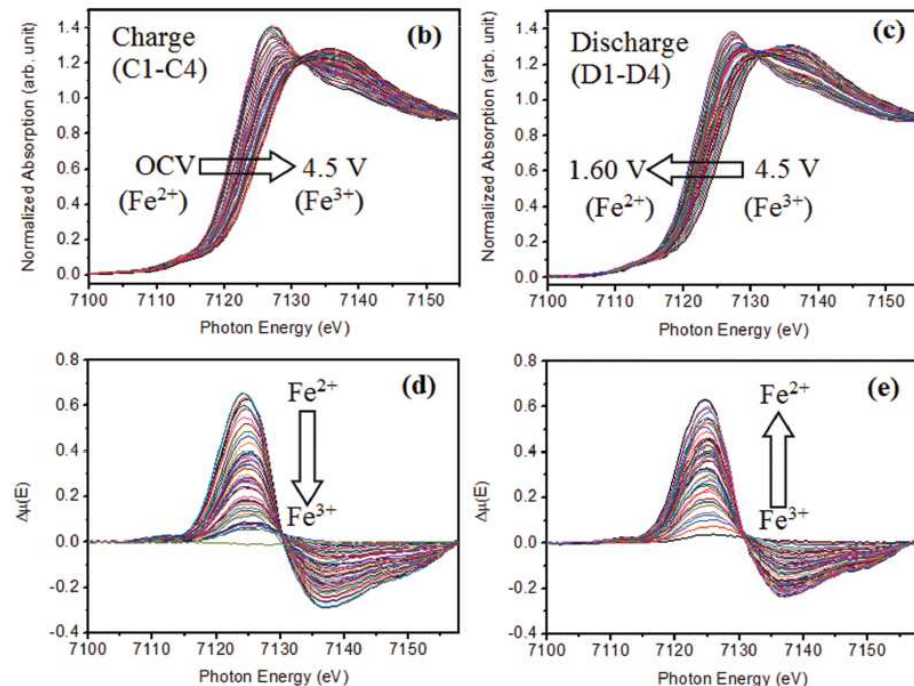 (b)
Charge
(C1-C4)
OCV
(Fe²⁺)
4.5 V
(Fe³⁺)
Normalized Absorption (arb. unit)
1.4
1.2
1.0
0.8
0.6
0.4
0.2
0.0
7100 7110 7120 7130 7140 7150
Photon Energy (eV)
(c)
Discharge
(D1-D4)
1.60 V
(Fe²⁺)
4.5 V
(Fe³⁺)
Normalized Absorption (arb. unit)
1.4
1.2
1.0
0.8
0.6
0.4
0.2
0.0
7100 7110 7120 7130 7140 7150
Photon Energy (eV)
(d)
Fe²⁺
Fe³⁺
Δμ(E)
0.8
0.6
0.4
0.2
0.0
-0.2
-0.4
7100 7110 7120 7130 7140 7150
Photon Energy (eV)
(e)
Fe²⁺
Fe³⁺
Δμ(E)
0.8
0.6
0.4
0.2
0.0
-0.2
-0.4
7100 7110 7120 7130 7140 7150
Photon Energy (eV)